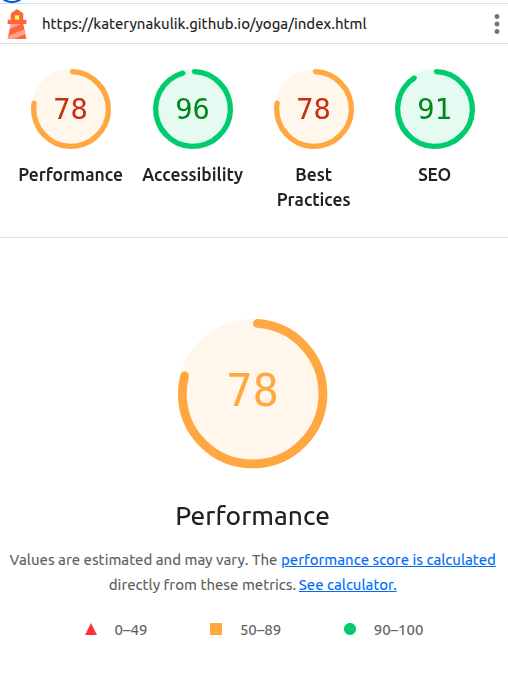 https://katerynakulik.github.io/yoga/index.html
78
96
78
91
Performance
Accessibility
Best
Practices
SEO
78
Performance
Values are estimated and may vary. The performance score is calculated
directly from these metrics. See calculator.
0–49
50–89
90–100